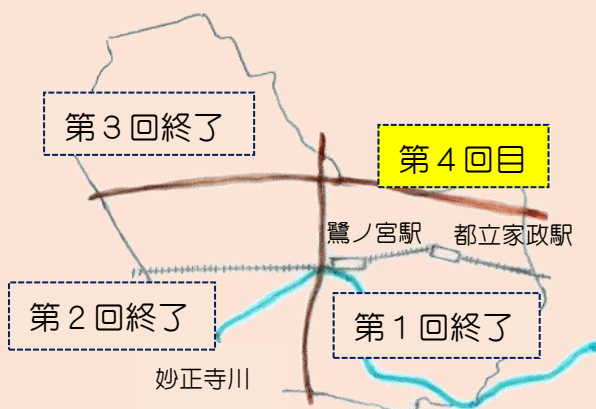 第３回終了
第４回目
鷺ノ宮駅
都立家政駅
第２回終了
第１回終了
妙正寺川